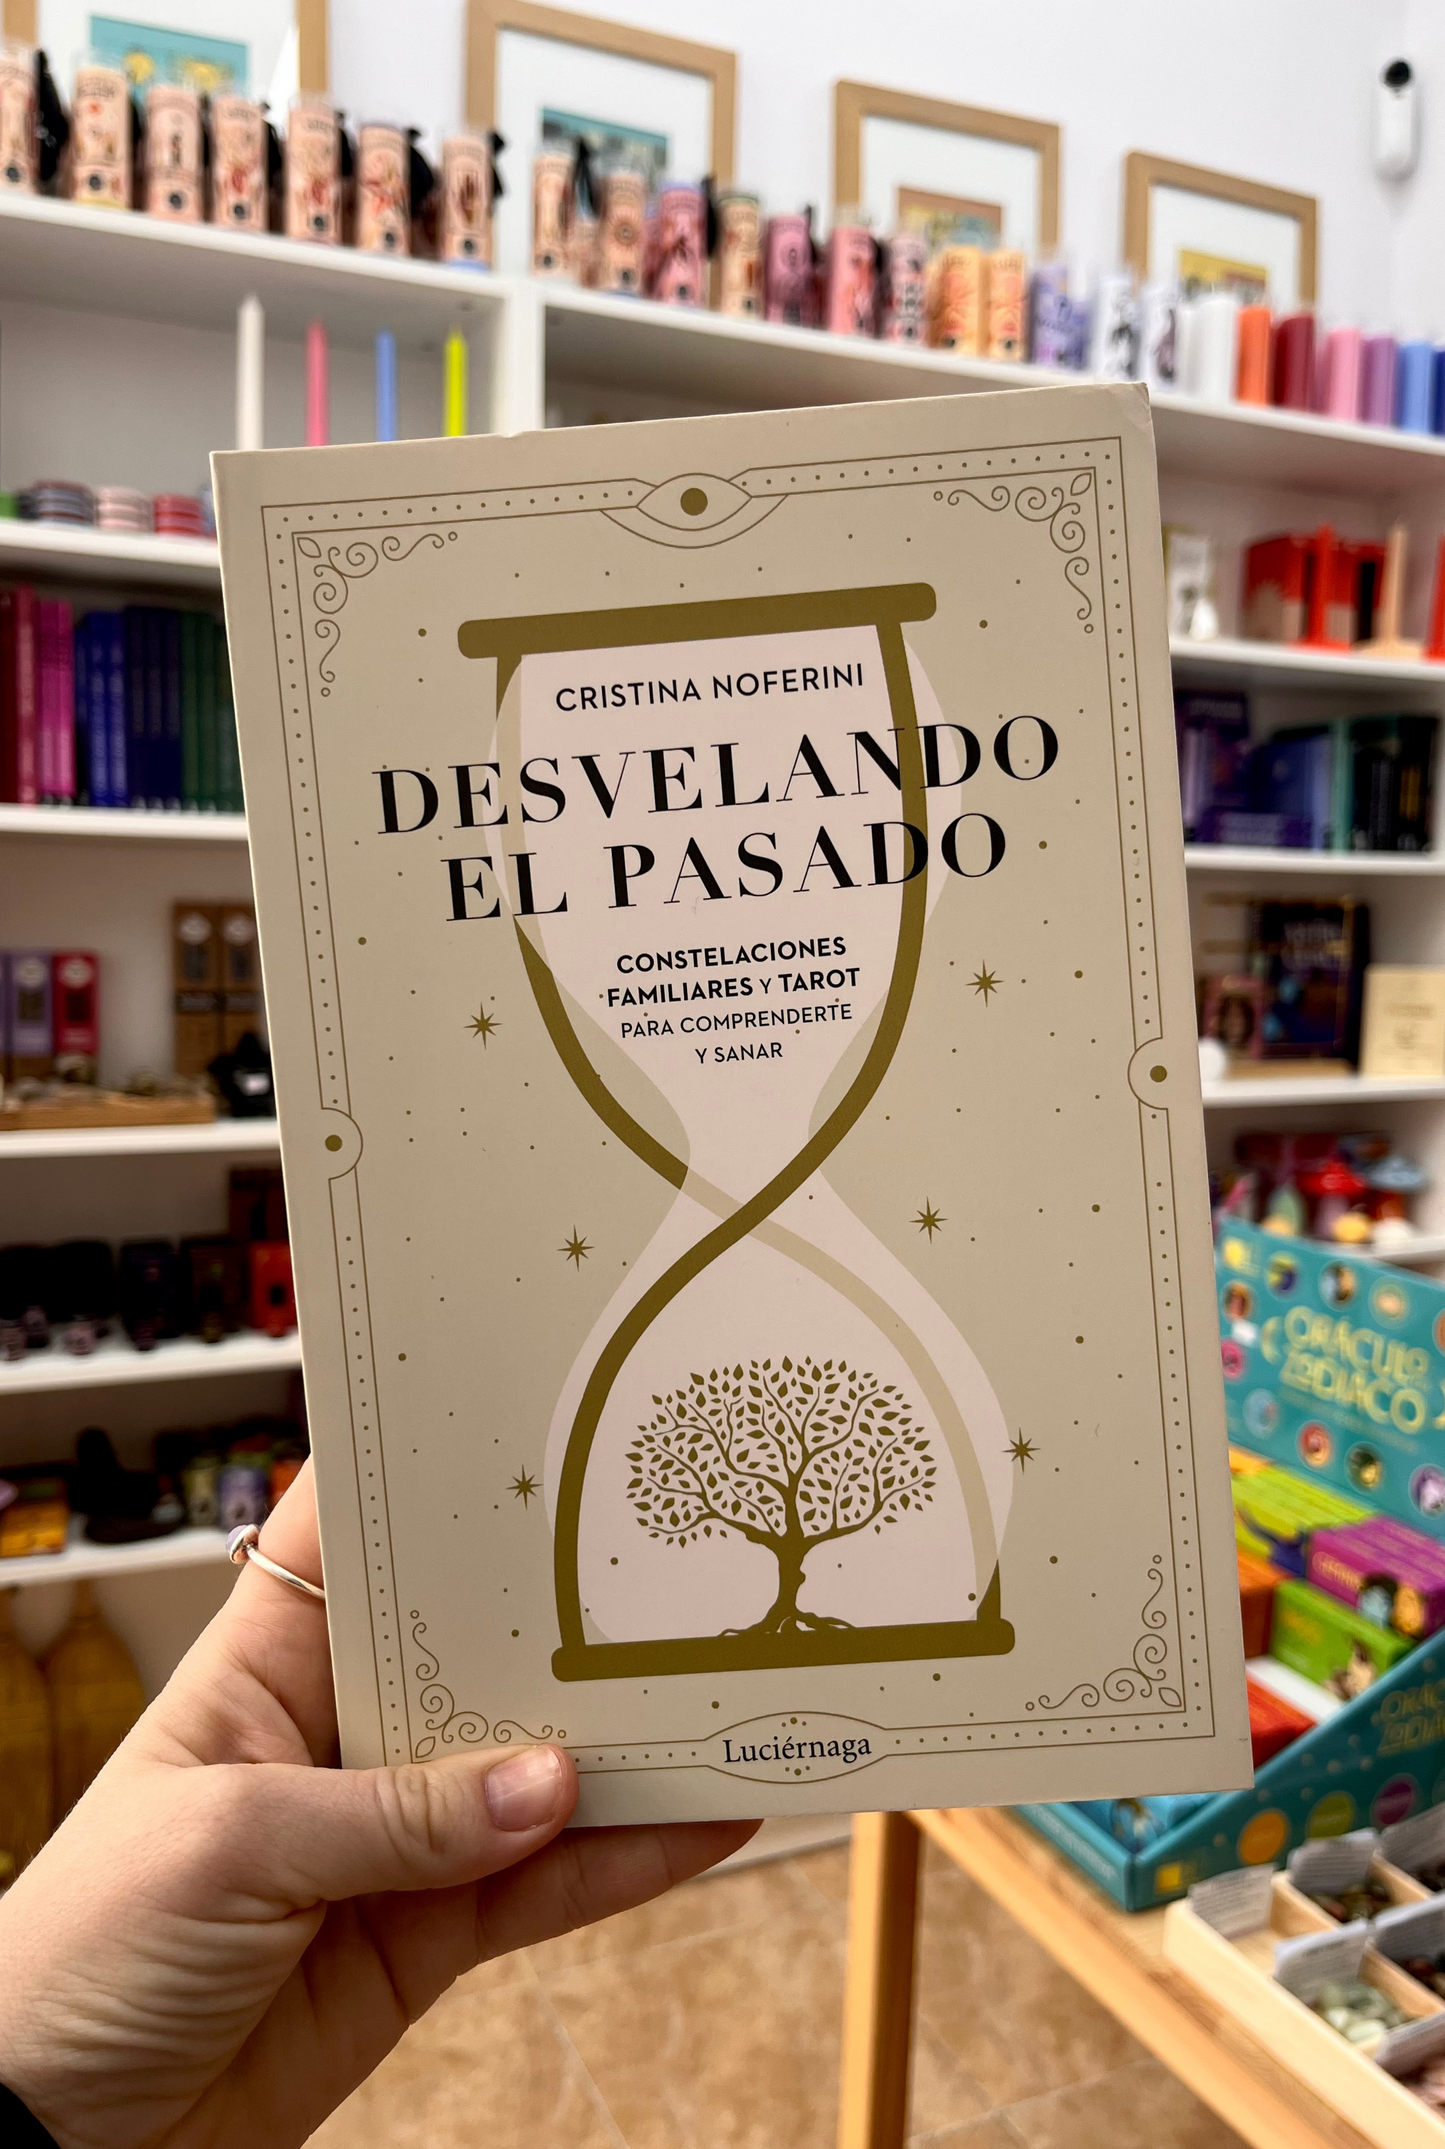 CRISTINA NOFERINI
DESVELANDO
EL PASADO
CONSTELACIONES
FAMILIARES Y TAROT
PARA COMPRENDERTE
Y SANAR
Luciérnaga
ORÁCULO
ZODIACO